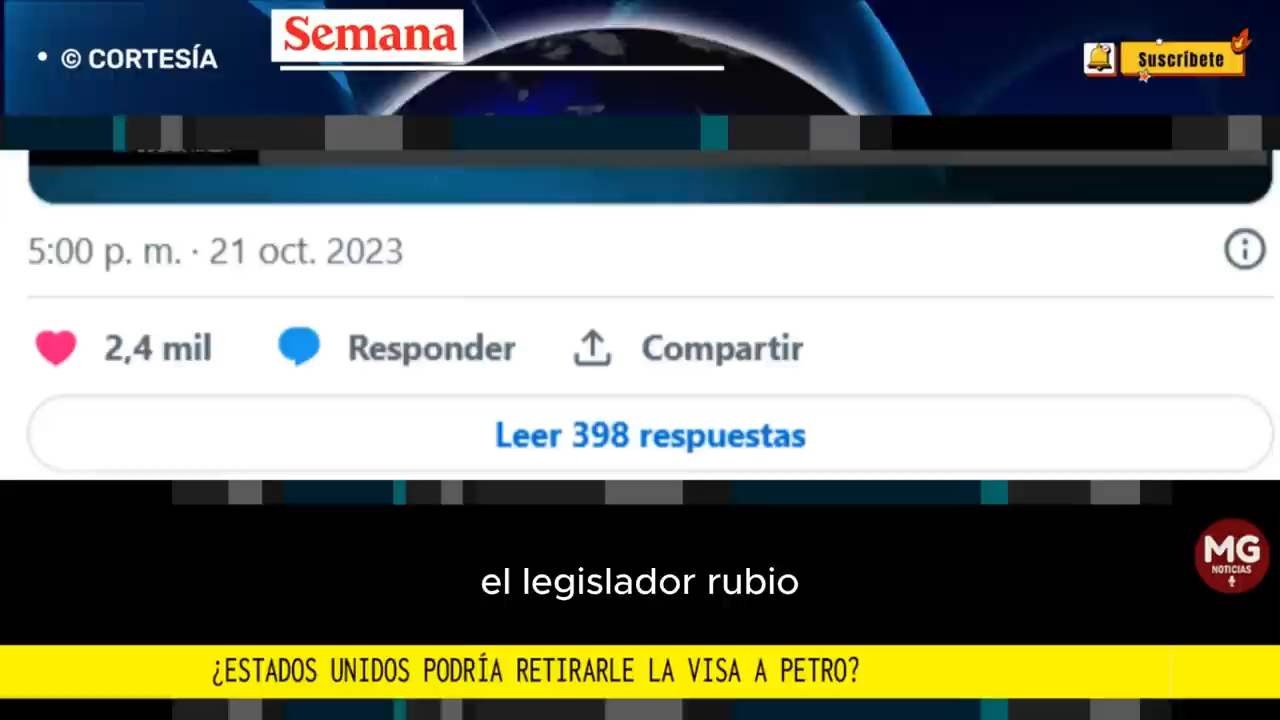 • © CORTESÍA
Semana
Suscríbete
5:00 p. m. · 21 oct. 2023
2,4 mil
Responder
Compartir
Leer 398 respuestas
el legislador rubio
MG
NOTICIAS
¿ESTADOS UNIDOS PODRÍA RETIRARLE LA VISA A PETRO?